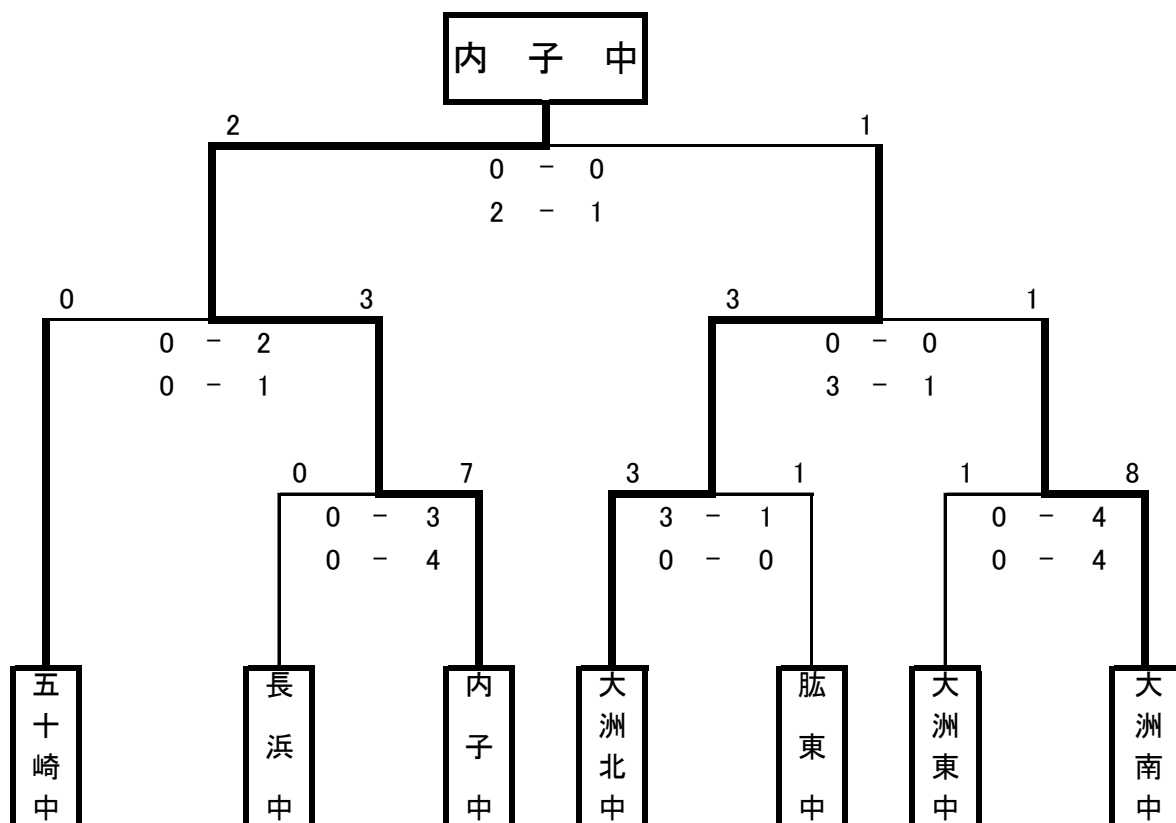 内 子 中
2 1
0 - 0
2 - 1
0 3 3 1
0 - 2 0 - 0
0 - 1 3 - 1
0 7 3 1 1 8
0 - 3 3 - 1 0 - 4
0 - 4 0 - 0 0 - 4
五十崎中
長浜中
内子中
大洲北中
肱東中
大洲東中
大洲南中